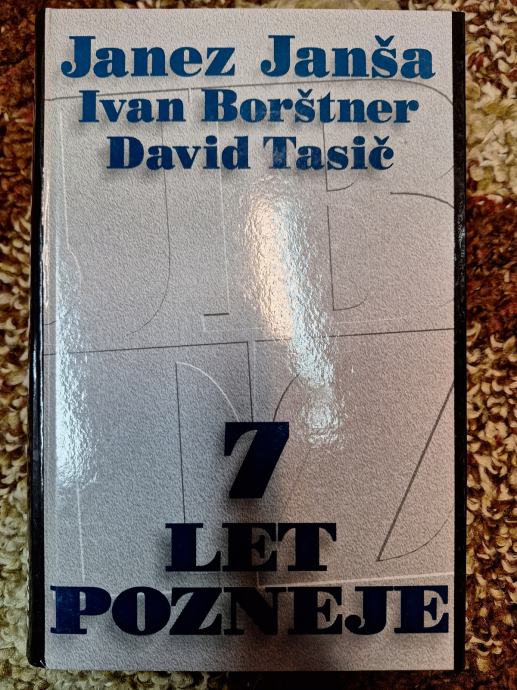 Janez Janša
Ivan Borštner
David Tasič
7
LET
POZNEJE